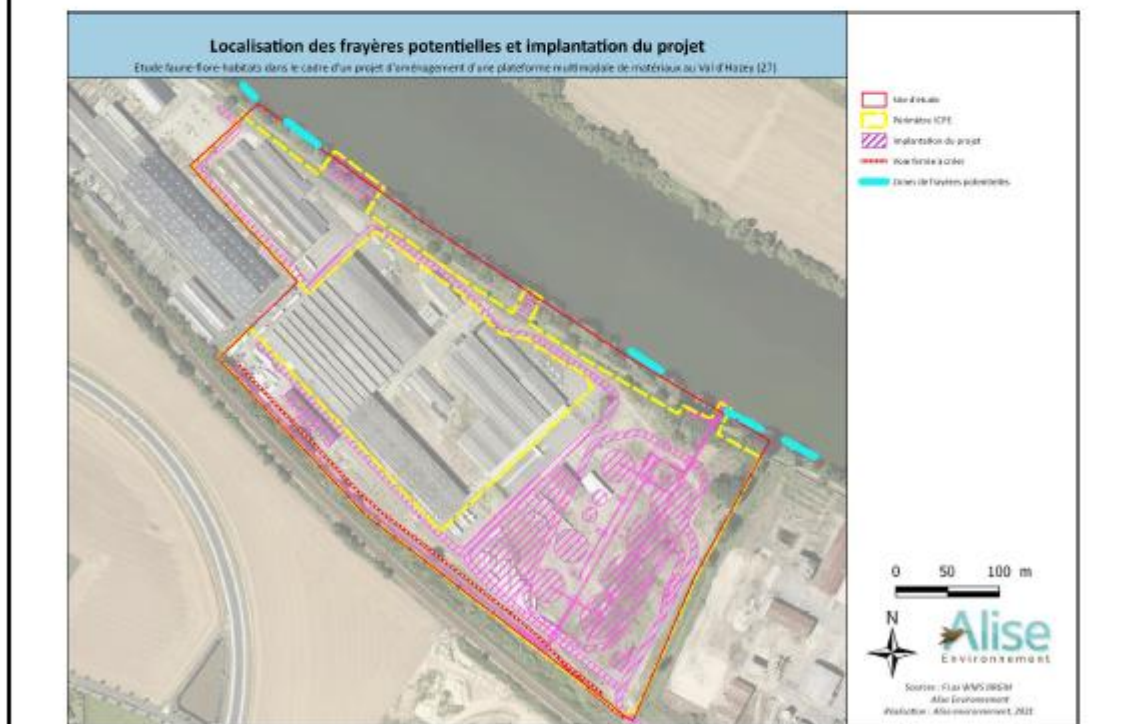 Localisation des frayères potentielles et implantation du projet
Etude faune-flore-habitats dans le cadre d'un projet d'aménagement d'une plateforme multimodale de matériaux au Val d'Hazey (27)
Site d'étude
Périmètre ICPE
Implantation du projet
Voie ferrée à créer
Zones de frayères potentielles
0 50 100 m
N
Alise
Environnement
Sources : Flux WMS BRGM
Alise Environnement
Réalisation : Alise environnement, 2021